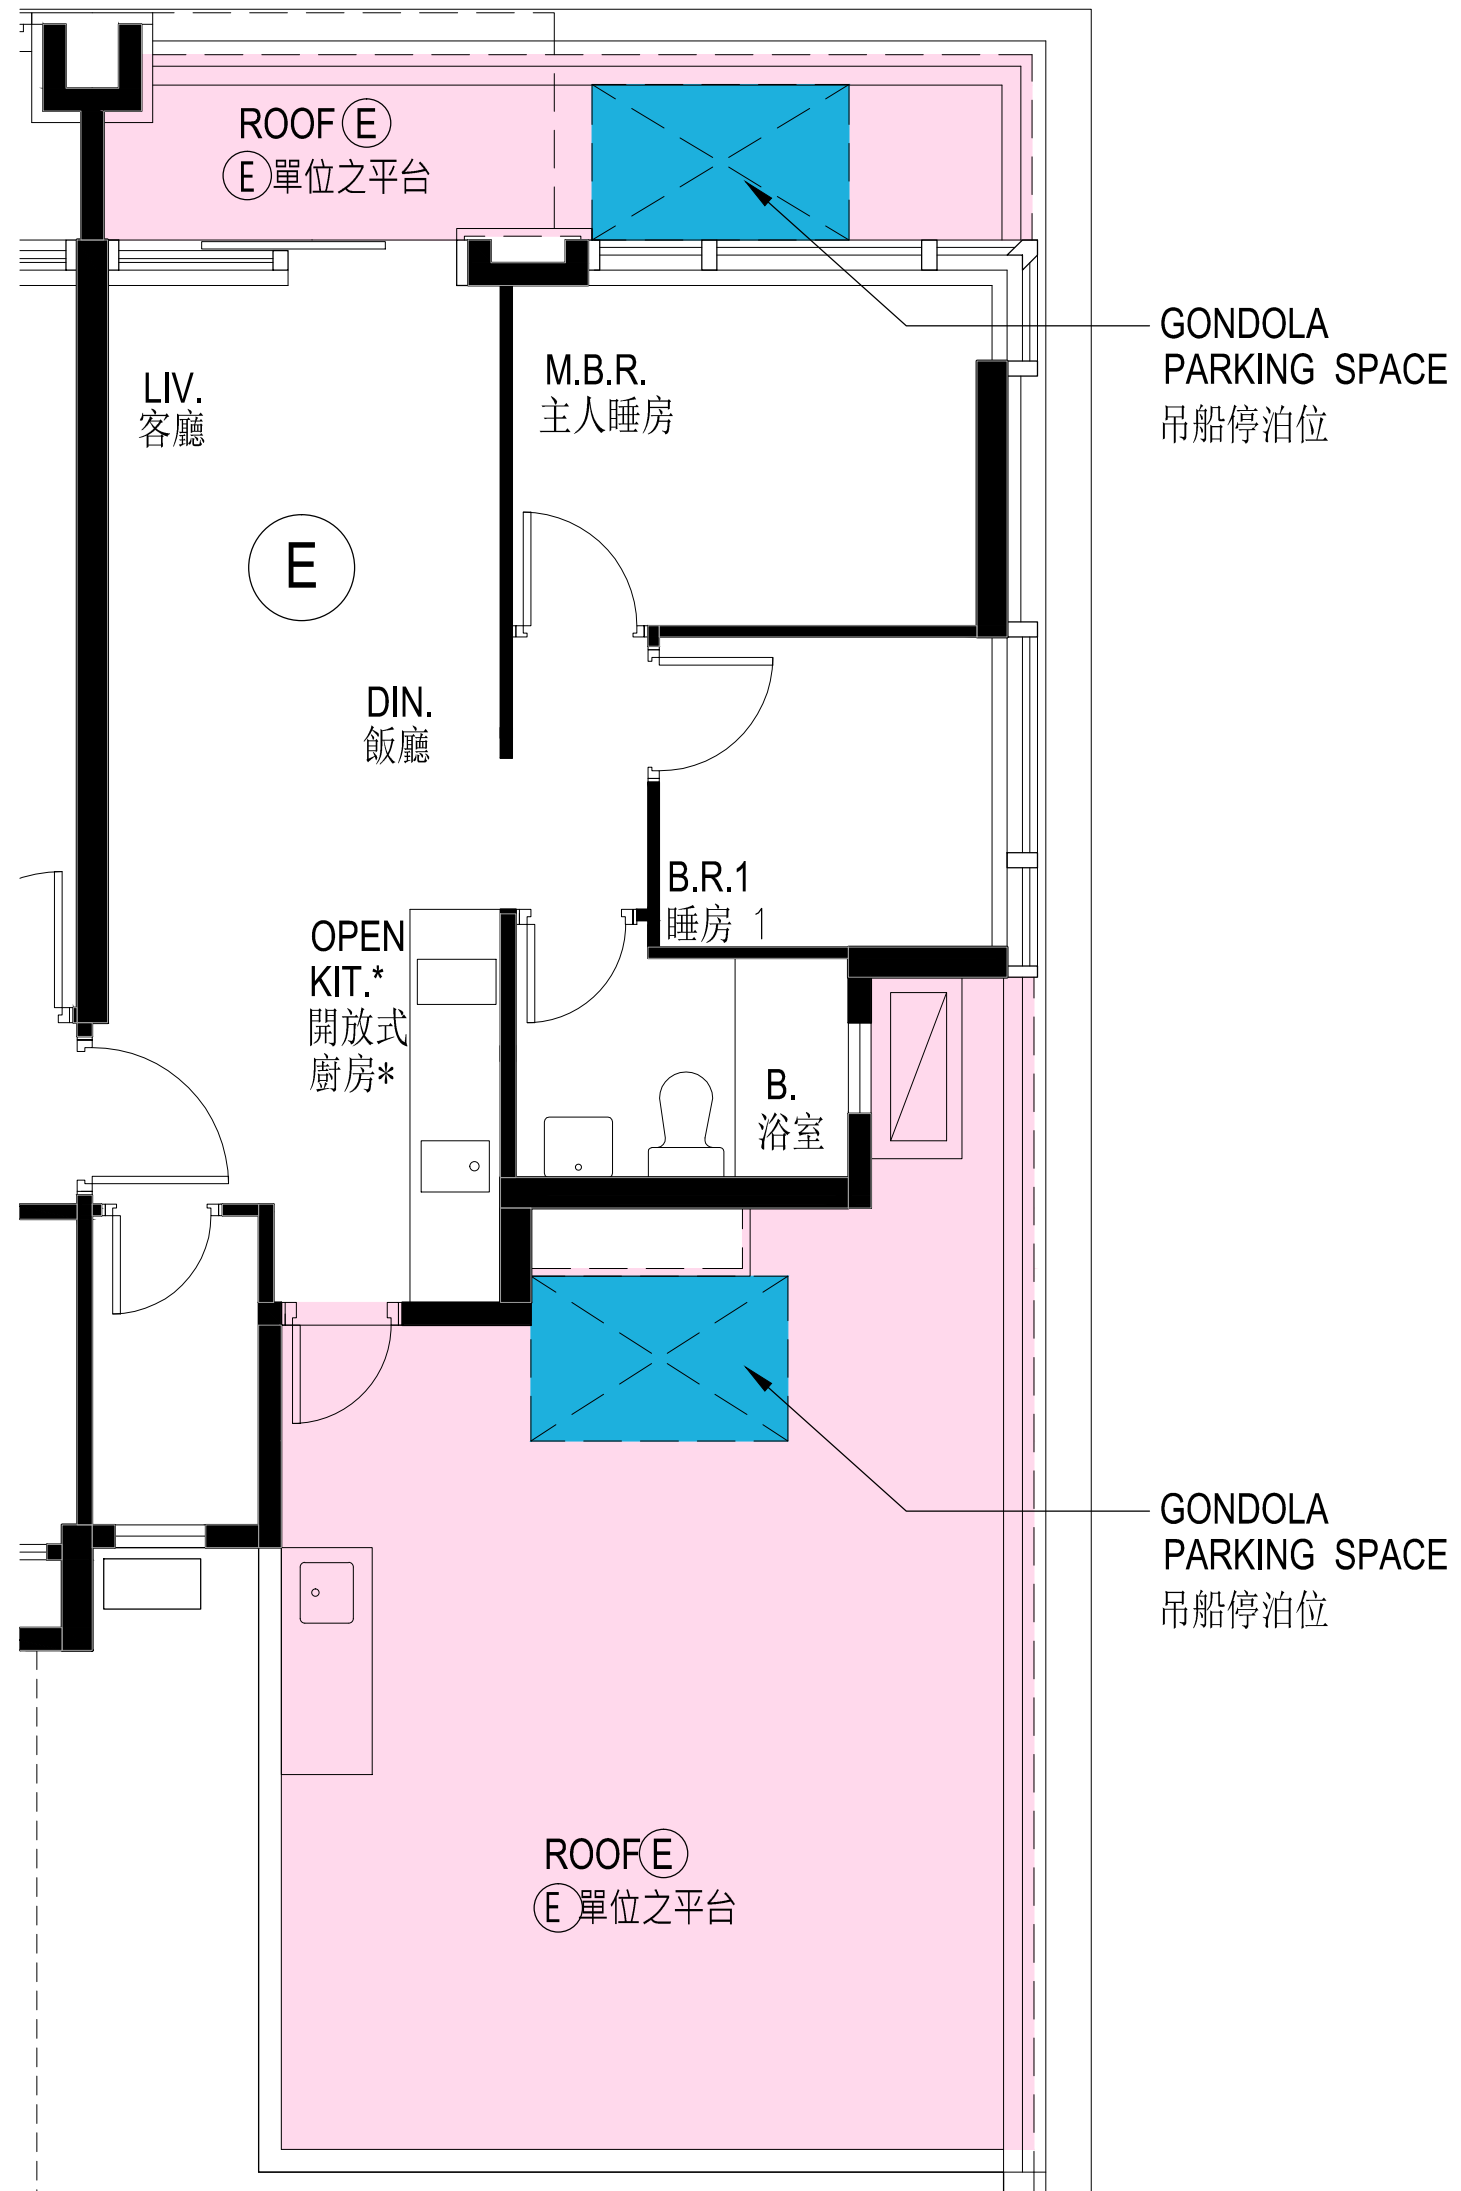 ROOF E
E 單位之平台
GONDOLA
PARKING SPACE
吊船停泊位
M.B.R.
主人睡房
LIV.
客廳
E
DIN.
飯廳
B.R.1
睡房 1
OPEN
KIT.*
開放式
廚房*
B.
浴室
GONDOLA
PARKING SPACE
吊船停泊位
ROOF E
E 單位之平台